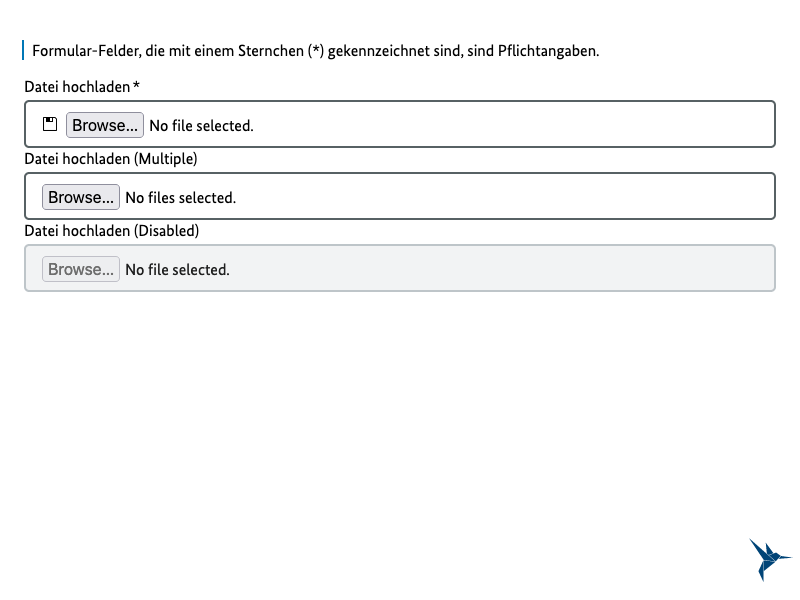 Formular-Felder, die mit einem Sternchen (*) gekennzeichnet sind, sind Pflichtangaben.
Datei hochladen*
Browse... No file selected.
Datei hochladen (Multiple)
Browse... No files selected.
Datei hochladen (Disabled)
Browse... No file selected.